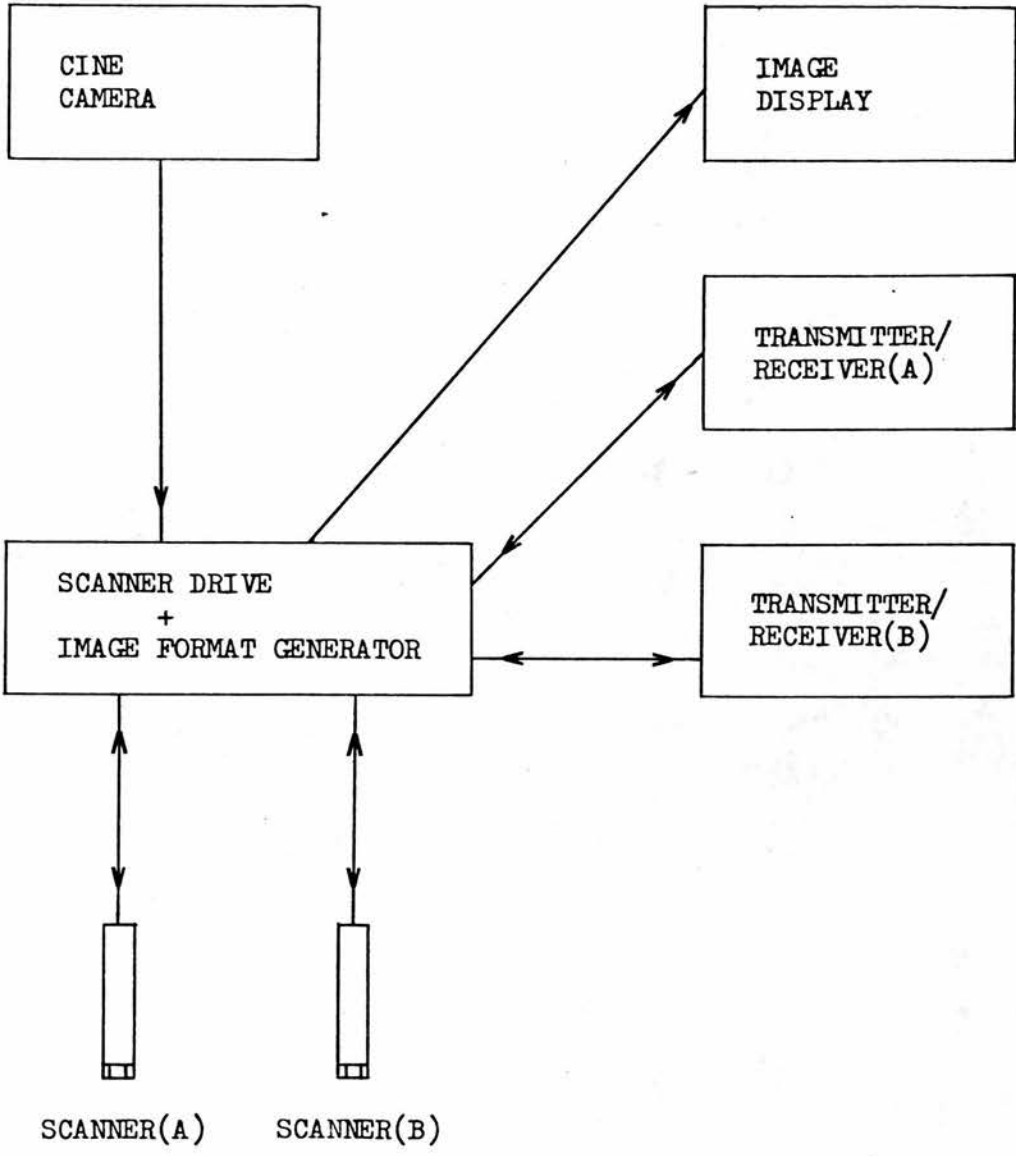 CINE
CAMERA
IMAGE
DISPLAY
TRANSMITTER/
RECEIVER(A)
SCANNER DRIVE
+
IMAGE FORMAT GENERATOR
TRANSMITTER/
RECEIVER(B)
SCANNER(A)
SCANNER(B)